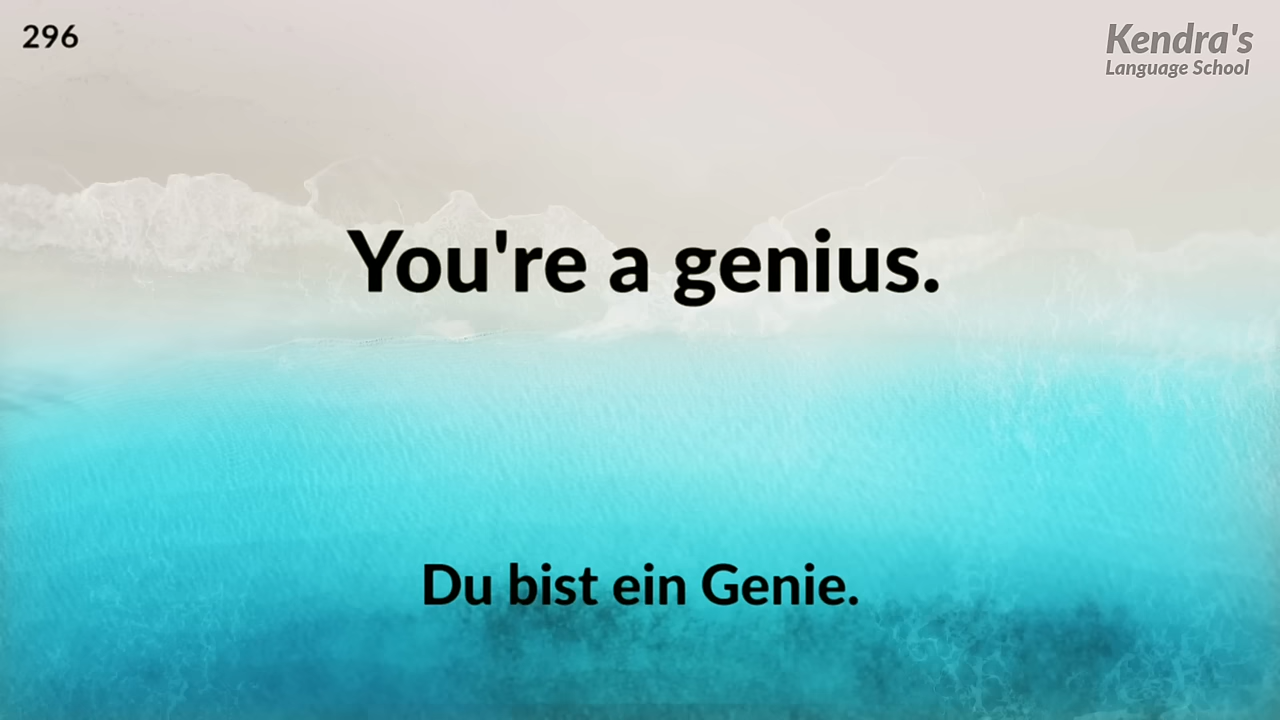 296
Kendra's
Language School
You're a genius.
Du bist ein Genie.